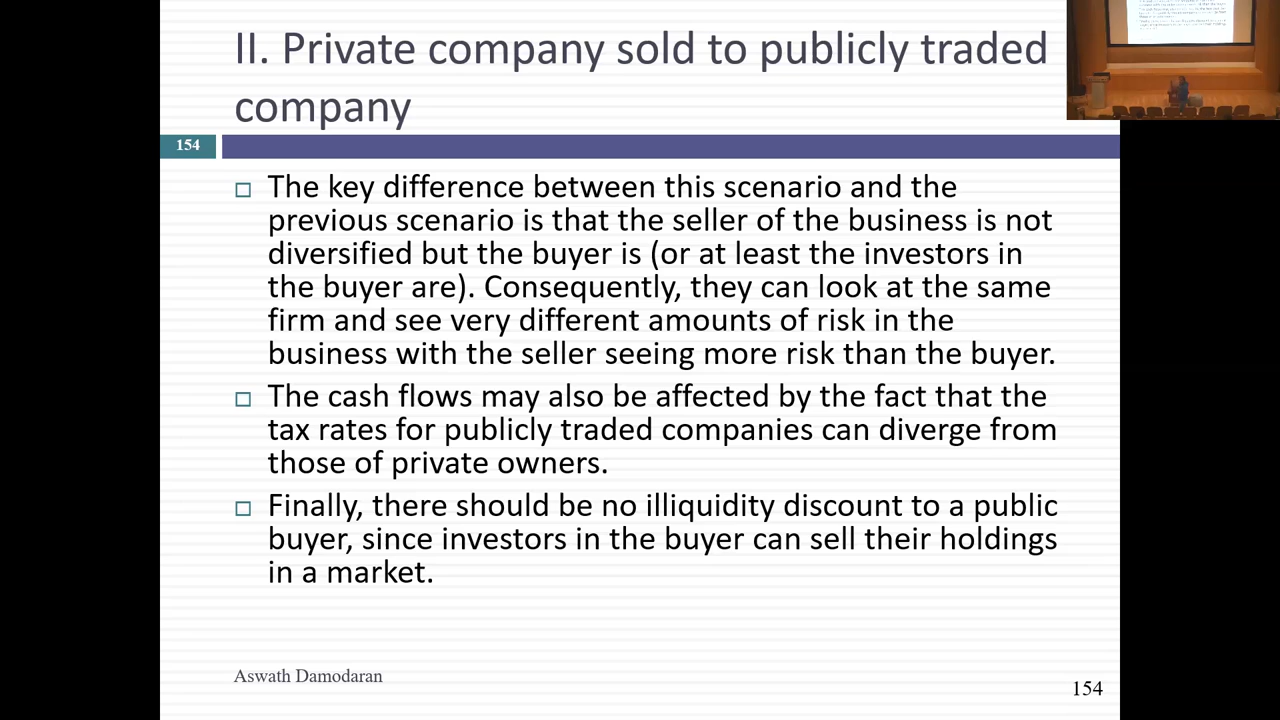 II. Private company sold to publicly traded
company
154
The key difference between this scenario and the
previous scenario is that the seller of the business is not
diversified but the buyer is (or at least the investors in
the buyer are). Consequently, they can look at the same
firm and see very different amounts of risk in the
business with the seller seeing more risk than the buyer.
The cash flows may also be affected by the fact that the
tax rates for publicly traded companies can diverge from
those of private owners.
Finally, there should be no illiquidity discount to a public
buyer, since investors in the buyer can sell their holdings
in a market.
Aswath Damodaran
154